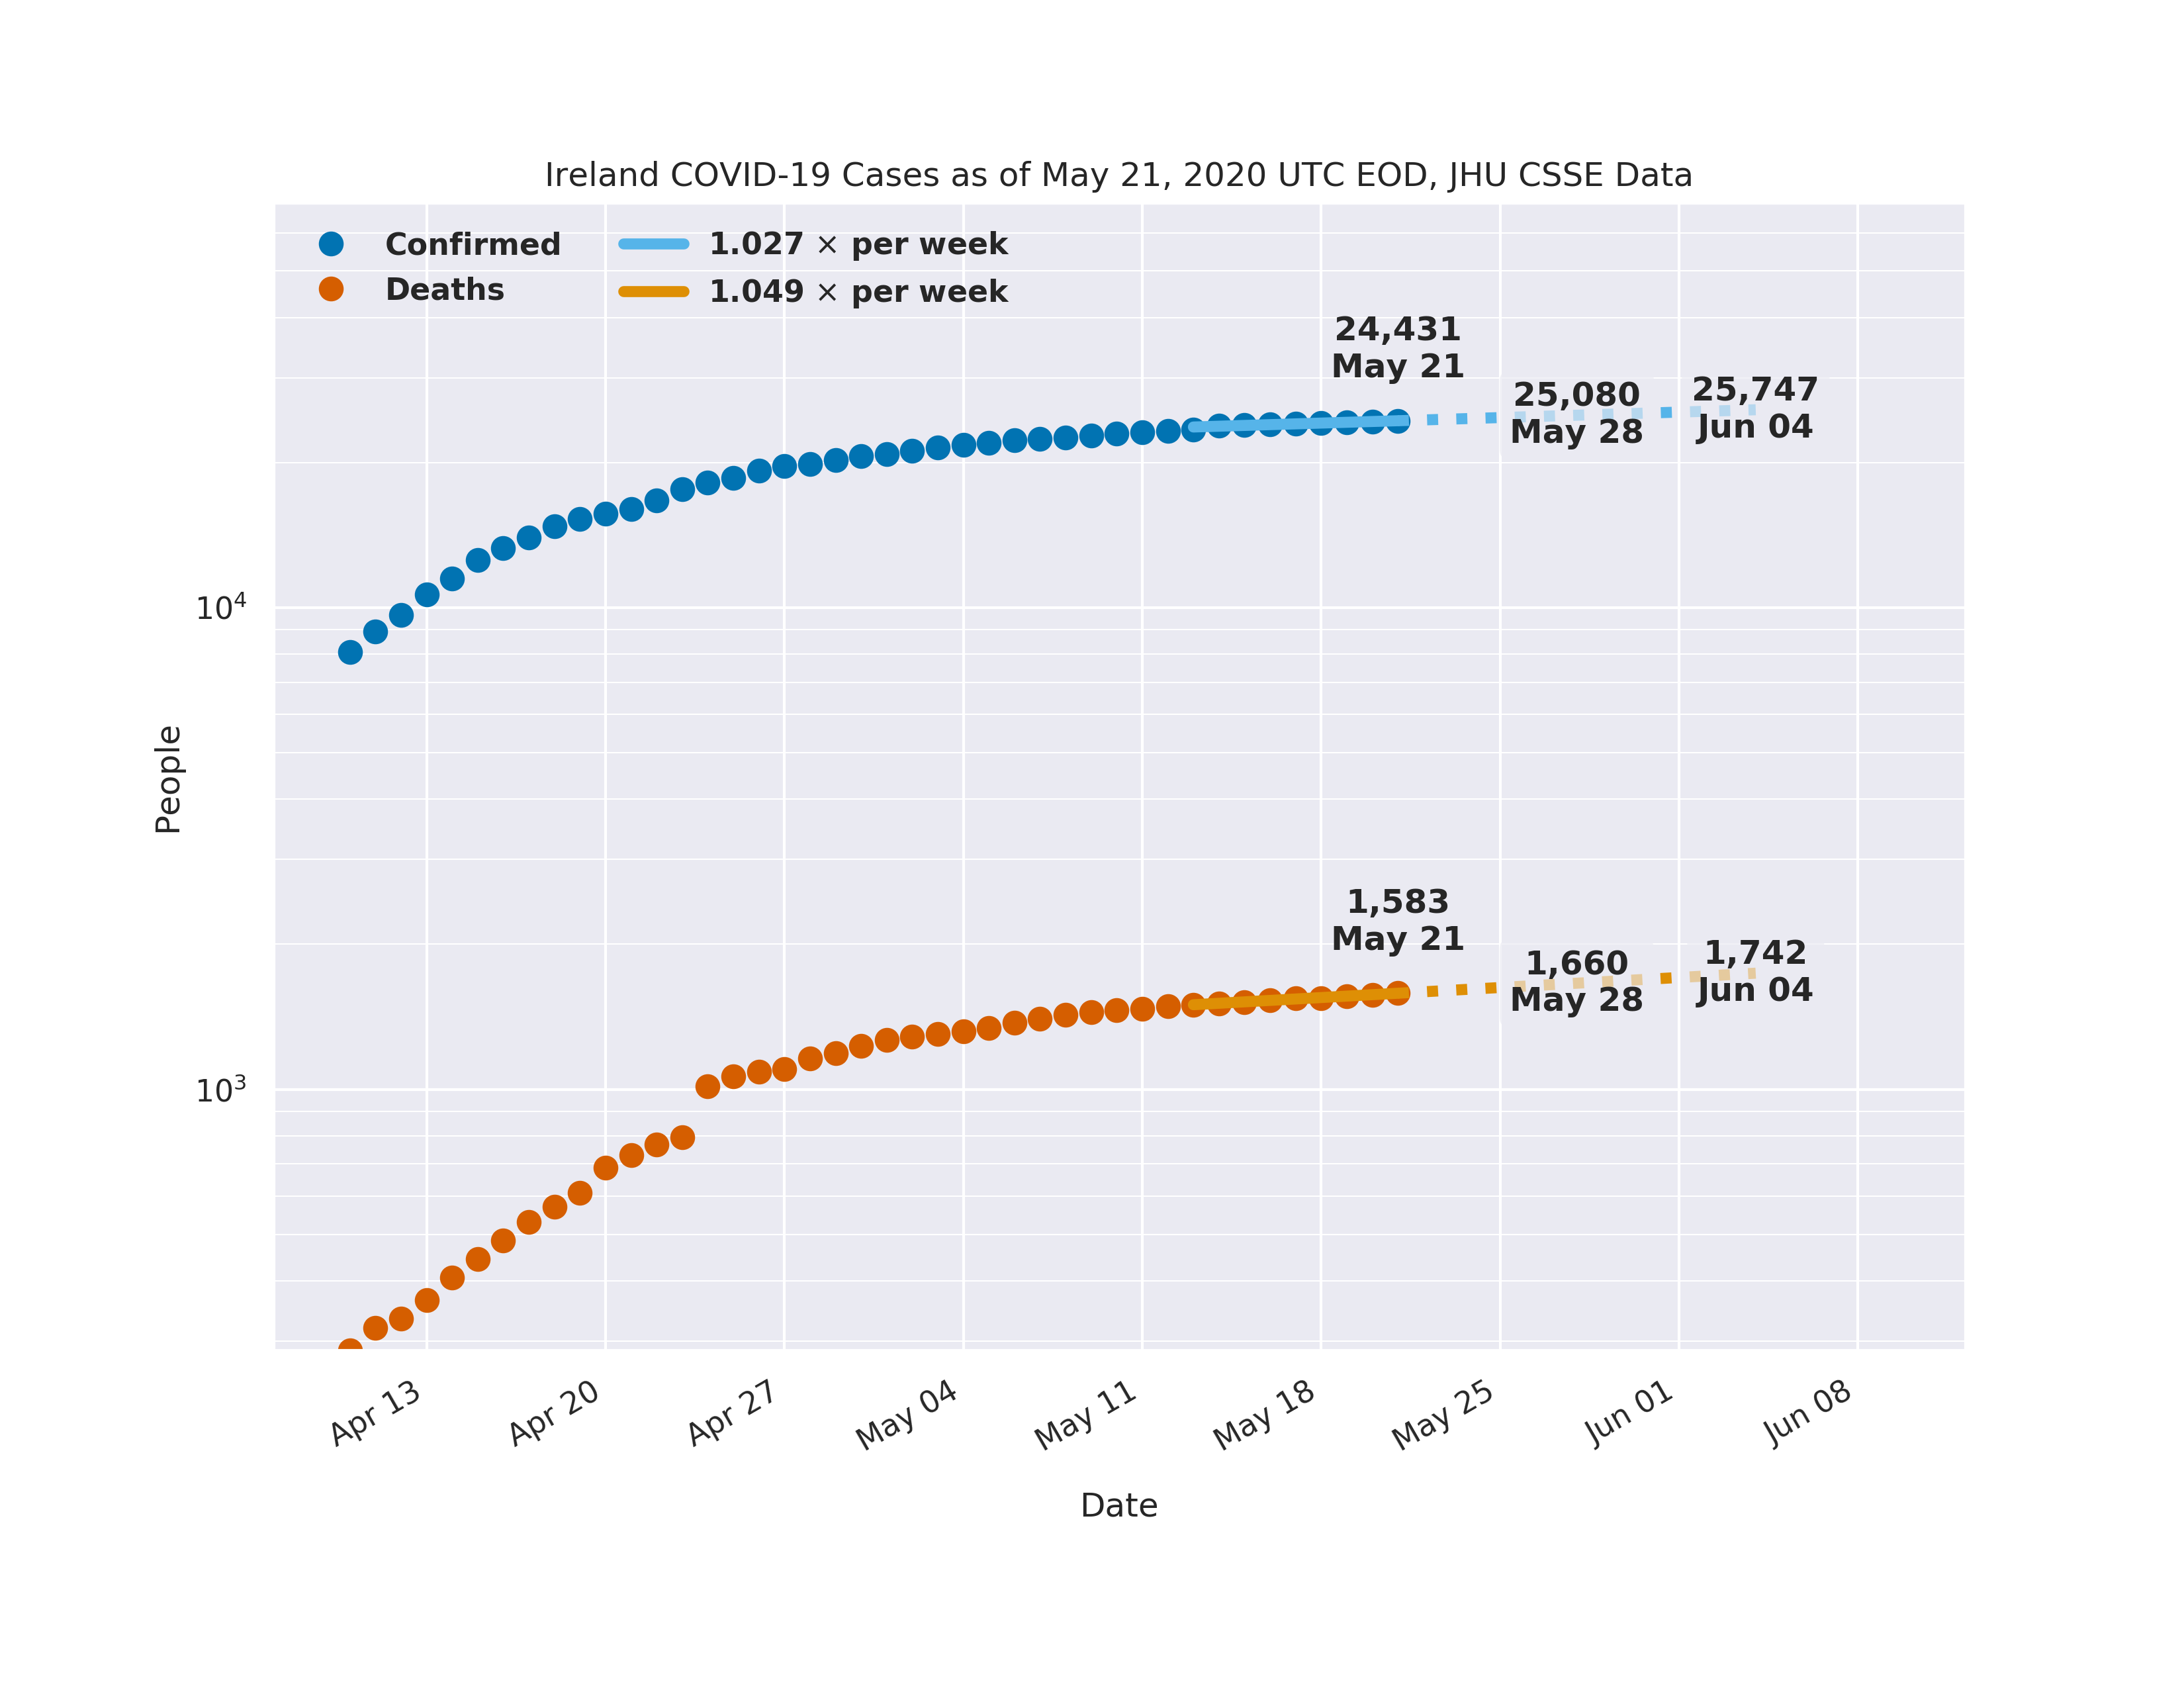 Ireland COVID-19 Cases as of May 21, 2020 UTC EOD, JHU CSSE Data
Confirmed
Deaths
1.027 × per week
1.049 × per week
24,431
May 21
25,080
May 28
25,747
Jun 04
10⁴
People
1,583
May 21
1,660
May 28
1,742
Jun 04
10³
Apr 13
Apr 20
Apr 27
May 04
May 11
May 18
May 25
Jun 01
Jun 08
Date